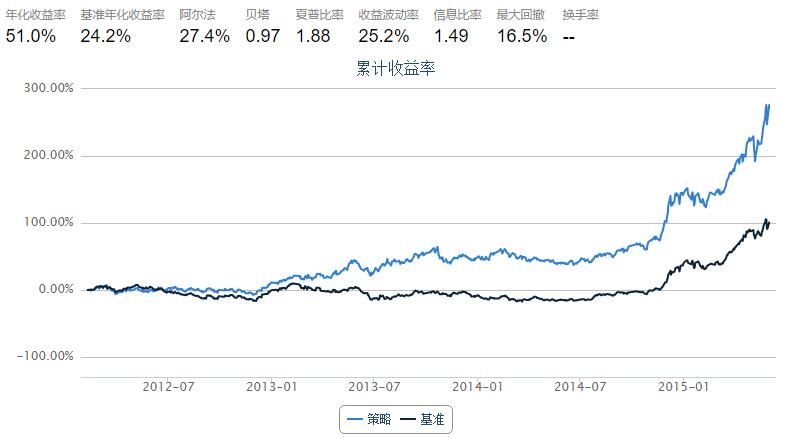 年化收益率 基准年化收益率 阿尔法 贝塔 夏普比率 收益波动率 信息比率 最大回撤 换手率
51.0% 24.2% 27.4% 0.97 1.88 25.2% 1.49 16.5% --
累计收益率
300.00%
200.00%
100.00%
0.00%
-100.00%
2012-07 2013-01 2013-07 2014-01 2014-07 2015-01
策略 基准